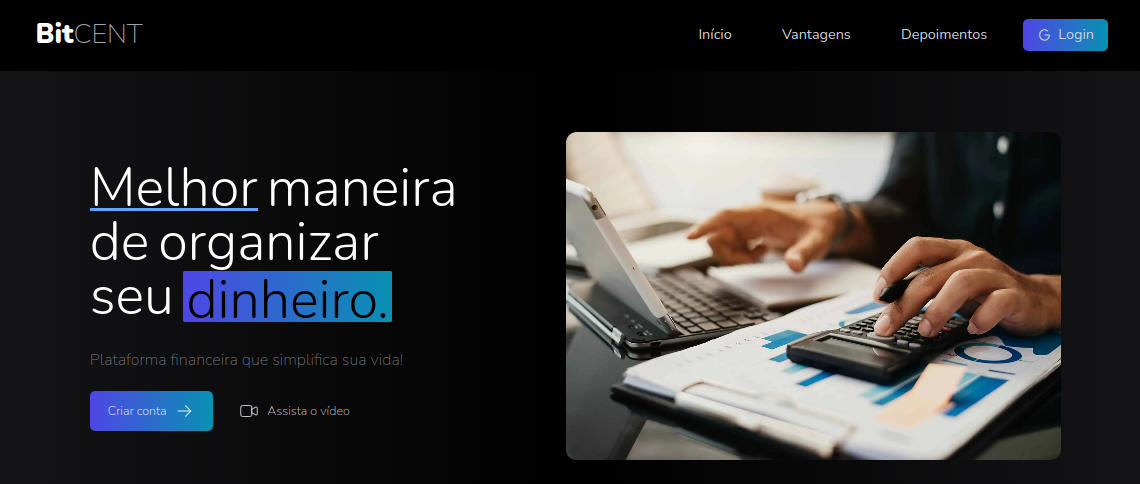 BitCENT
Início
Vantagens
Depoimentos
G Login
Melhor maneira
de organizar
seu dinheiro.
Plataforma financeira que simplifica sua vida!
Criar conta
Assista o vídeo